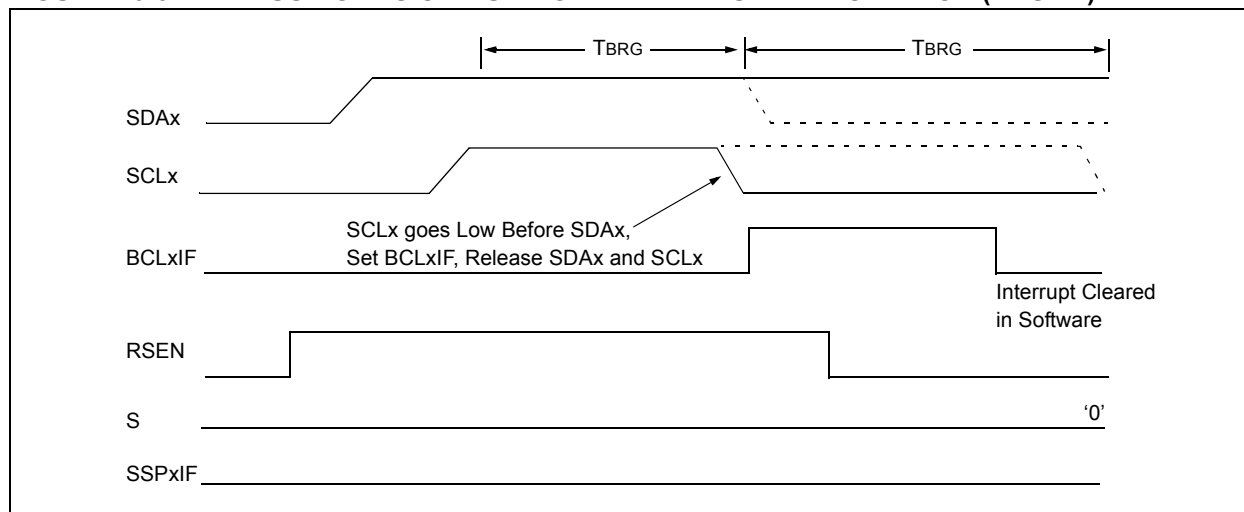 TBRG TBRG
SDAx
SCLx
SCLx goes Low Before SDAx,
Set BCLxIF, Release SDAx and SCLx
BCLxIF
Interrupt Cleared
in Software
RSEN
S ‘0’
SSPxIF